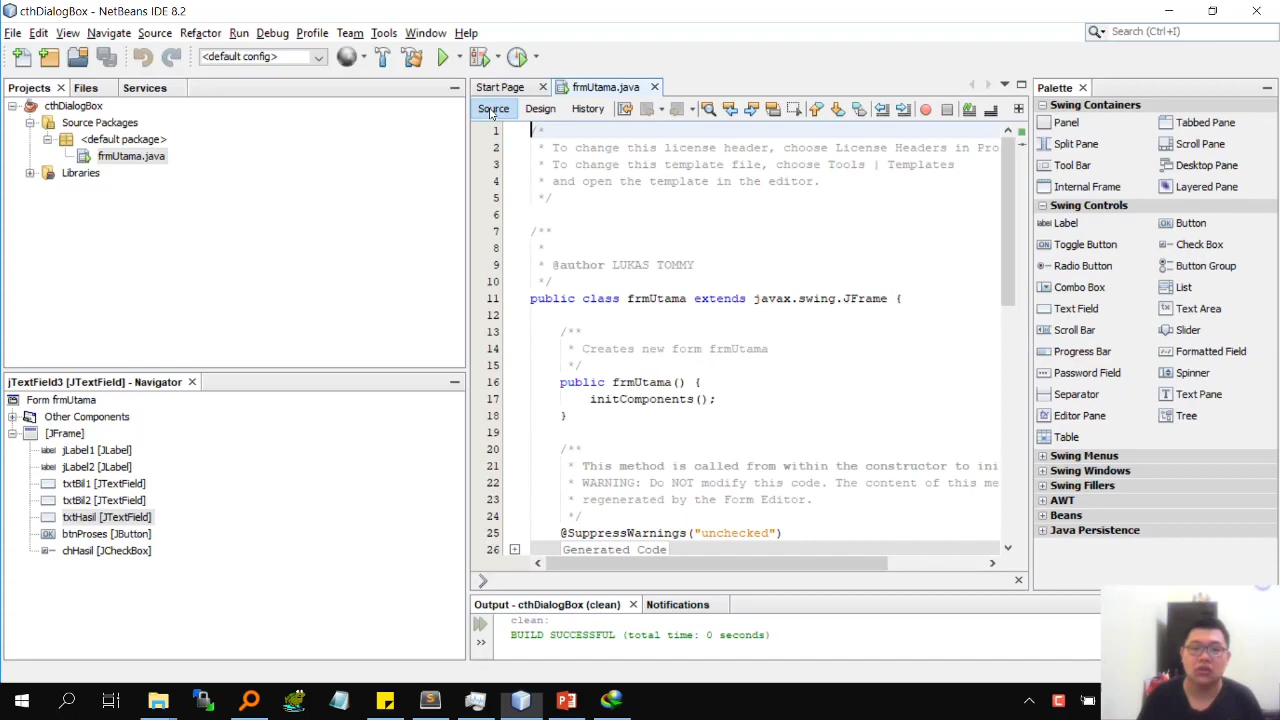 cthDialogBox - NetBeans IDE 8.2
File Edit View Navigate Source Refactor Run Debug Profile Team Tools Window Help
Search (Ctrl+I)
<default config>
Projects Files Services
cthDialogBox
Source Packages
<default package>
frmUtama.java
Libraries
jTextField3 [JTextField] - Navigator
Form frmUtama
Other Components
[JFrame]
label jLabel1 [JLabel]
label jLabel2 [JLabel]
txtBil1 [JTextField]
txtBil2 [JTextField]
txtHasil [JTextField]
OK btnProses [JButton]
chHasil [JCheckBox]
Start Page frmUtama.java
Source Design History
1 /*
2 * To change this license header, choose License Headers in Pro
3 * To change this template file, choose Tools | Templates
4 * and open the template in the editor.
5 */
6
7 /**
8 *
9 * @author LUKAS TOMMY
10 */
11 public class frmUtama extends javax.swing.JFrame {
12
13 /**
14 * Creates new form frmUtama
15 */
16 public frmUtama() {
17 initComponents();
18 }
19
20 /**
21 * This method is called from within the constructor to ini
22 * WARNING: Do NOT modify this code. The content of this me
23 * regenerated by the Form Editor.
24 */
25 @SuppressWarnings("unchecked")
26 Generated Code
Output - cthDialogBox (clean) Notifications
clean:
BUILD SUCCESSFUL (total time: 0 seconds)
Palette
Swing Containers
Panel Tabbed Pane
Split Pane Scroll Pane
Tool Bar Desktop Pane
Internal Frame Layered Pane
Swing Controls
label Label OK Button
ON Toggle Button Check Box
Radio Button Button Group
Combo Box List
Text Field Text Area
Scroll Bar Slider
Progress Bar Formatted Field
Password Field Spinner
Separator Text Pane
Editor Pane Tree
Table
Swing Menus
Swing Windows
Swing Fillers
AWT
Beans
Java Persistence